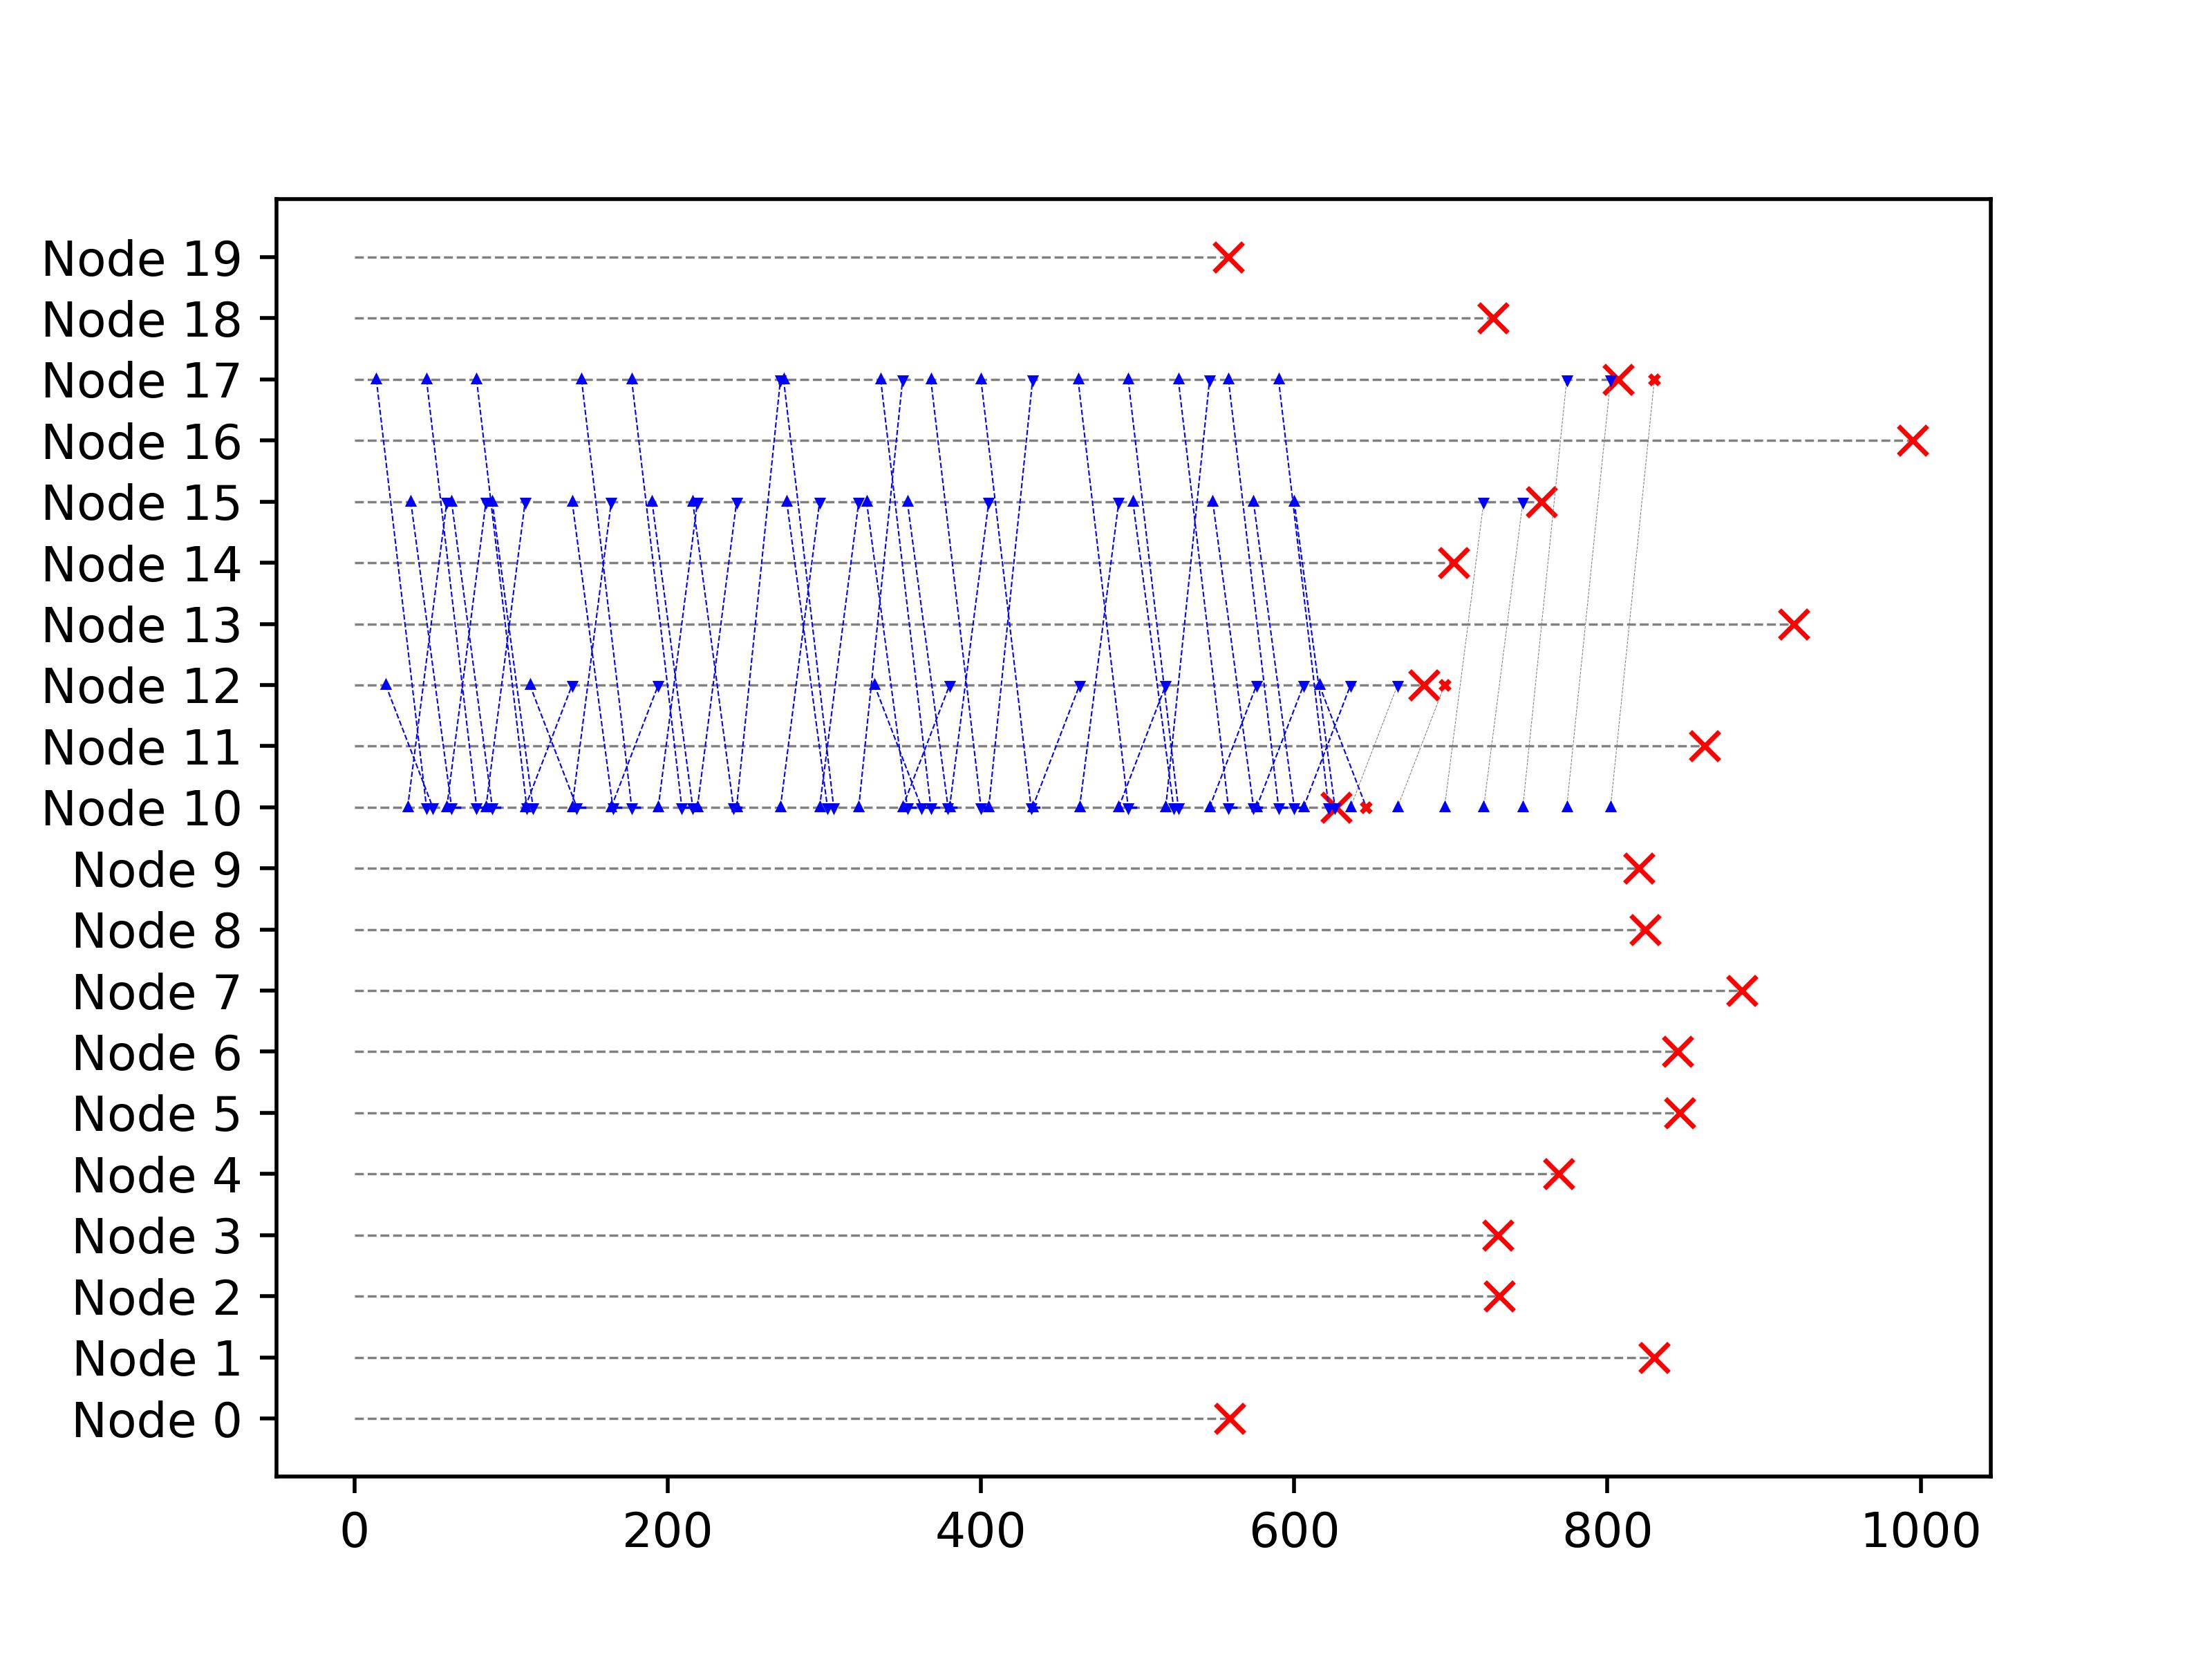 Node 19
Node 18
Node 17
Node 16
Node 15
Node 14
Node 13
Node 12
Node 11
Node 10
Node 9
Node 8
Node 7
Node 6
Node 5
Node 4
Node 3
Node 2
Node 1
Node 0
0 200 400 600 800 1000